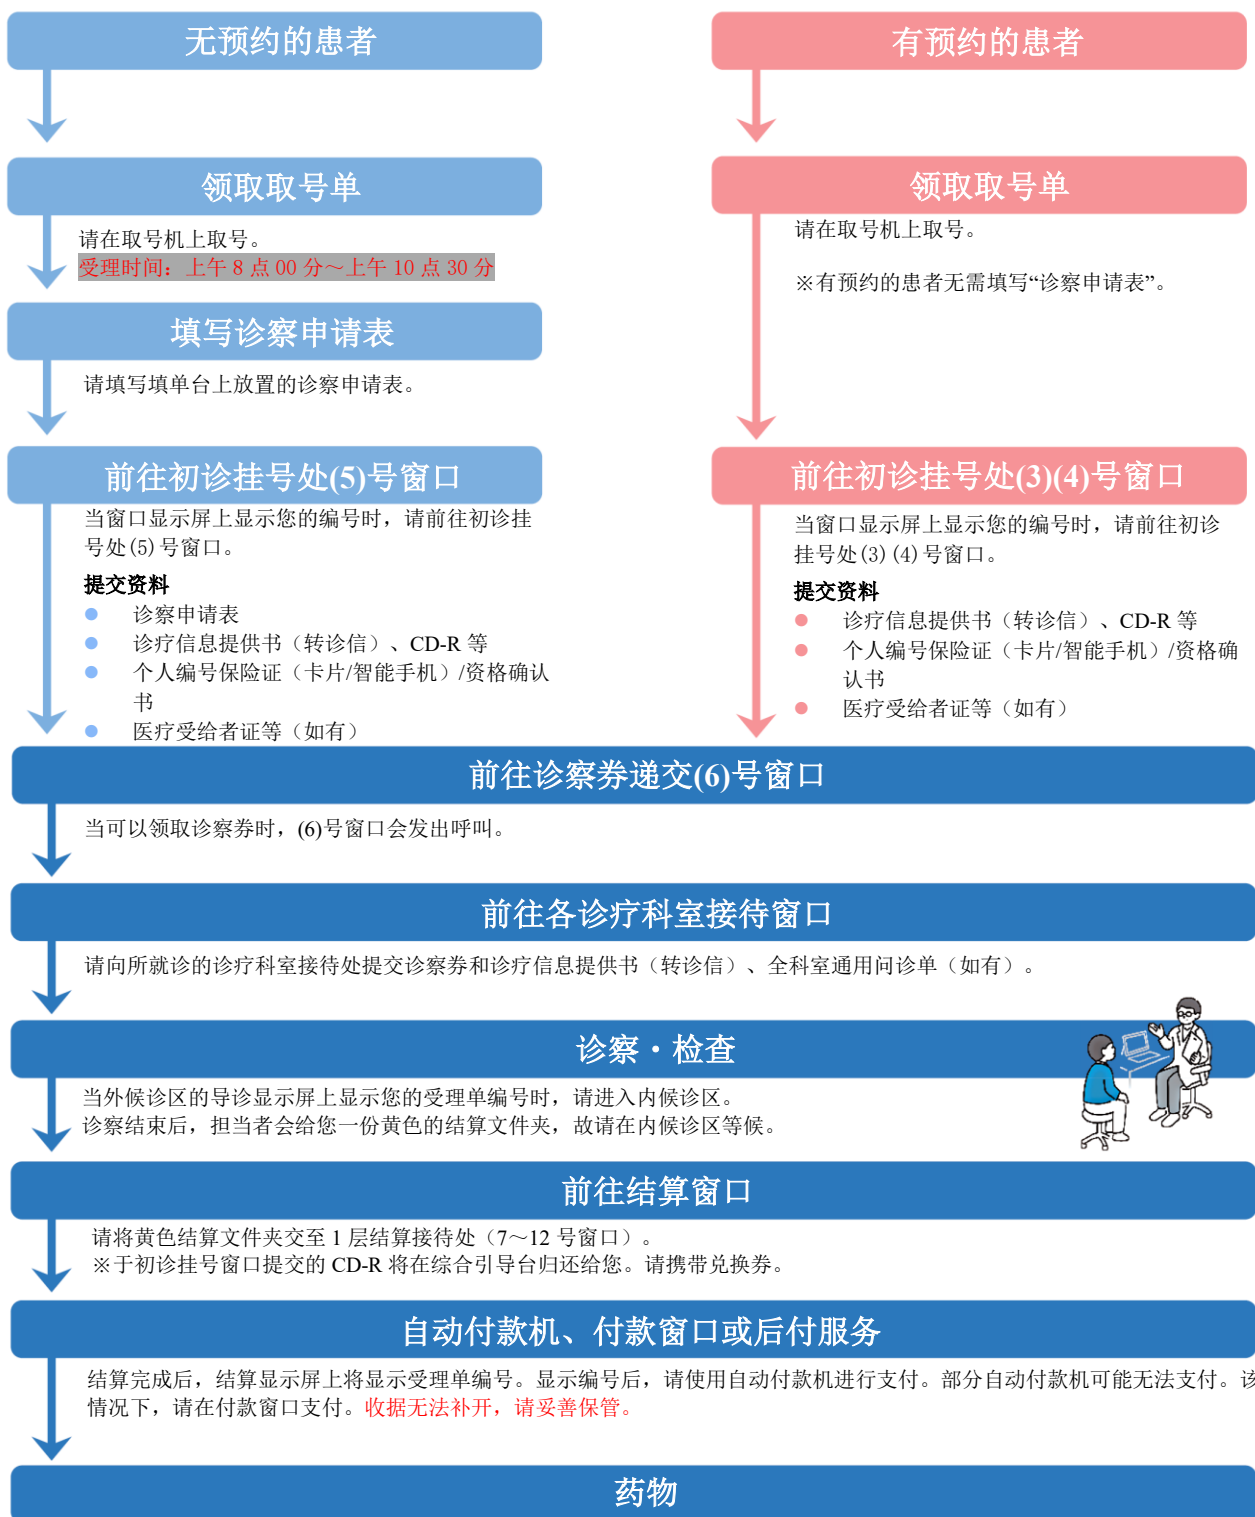 无预约的患者
领取取号单
请在取号机上取号。
受理时间：上午 8 点 00 分～上午 10 点 30 分
填写诊察申请表
请填写填单台上放置的诊察申请表。
前往初诊挂号处(5)号窗口
当窗口显示屏上显示您的编号时，请前往初诊挂
号处(5)号窗口。
提交资料
● 诊察申请表
● 诊疗信息提供书（转诊信）、CD-R 等
● 个人编号保险证（卡片/智能手机）/资格确认
书
● 医疗受给者证等（如有）
有预约的患者
领取取号单
请在取号机上取号。
※有预约的患者无需填写“诊察申请表”。
前往初诊挂号处(3)(4)号窗口
当窗口显示屏上显示您的编号时，请前往初诊
挂号处(3)(4)号窗口。
提交资料
● 诊疗信息提供书（转诊信）、CD-R 等
● 个人编号保险证（卡片/智能手机）/资格确
认书
● 医疗受给者证等（如有）
前往诊察券递交(6)号窗口
当可以领取诊察券时，(6)号窗口会发出呼叫。
前往各诊疗科室接待窗口
请向所就诊的诊疗科室接待处提交诊察券和诊疗信息提供书（转诊信）、全科室通用问诊单（如有）。
诊察・检查
当外候诊区的导诊显示屏上显示您的受理单编号时，请进入内候诊区。
诊察结束后，担当者会给您一份黄色的结算文件夹，故请在内候诊区等候。
前往结算窗口
请将黄色结算文件夹交至 1 层结算接待处（7～12 号窗口）。
※于初诊挂号窗口提交的 CD-R 将在综合引导台归还给您。请携带兑换券。
自动付款机、付款窗口或后付服务
结算完成后，结算显示屏上将显示受理单编号。显示编号后，请使用自动付款机进行支付。部分自动付款机可能无法支付。该
情况下，请在付款窗口支付。收据无法补开，请妥善保管。
药物